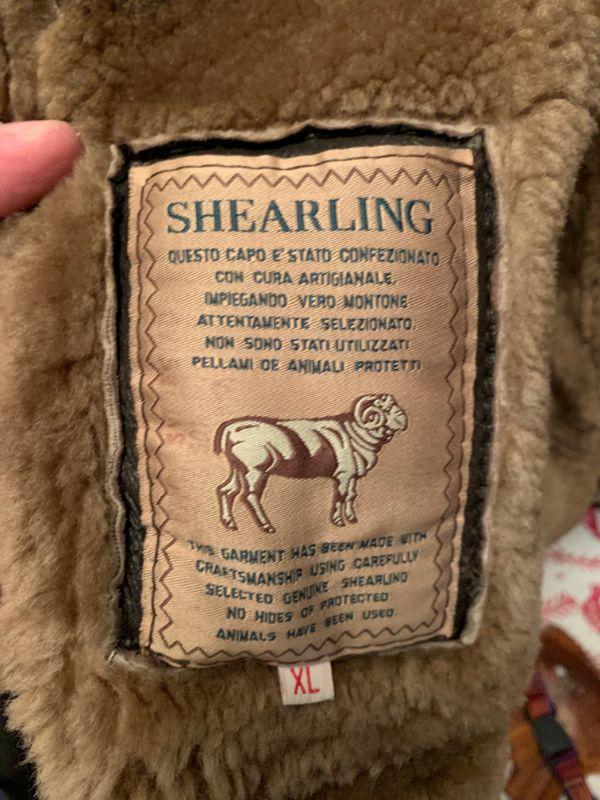 SHEARLING
QUESTO CAPO E' STATO CONFEZIONATO
CON CURA ARTIGIANALE,
IMPIEGANDO VERO MONTONE
ATTENTAMENTE SELEZIONATO.
NON SONO STATI UTILIZZATI
PELLAMI DE ANIMALI PROTETTI
THIS GARMENT HAS BEEN MADE WITH
CRAFTSMANSHIP USING CAREFULLY
SELECTED GENUINE SHEARLING
NO HIDES OF PROTECTED
ANIMALS HAVE BEEN USED.
XL